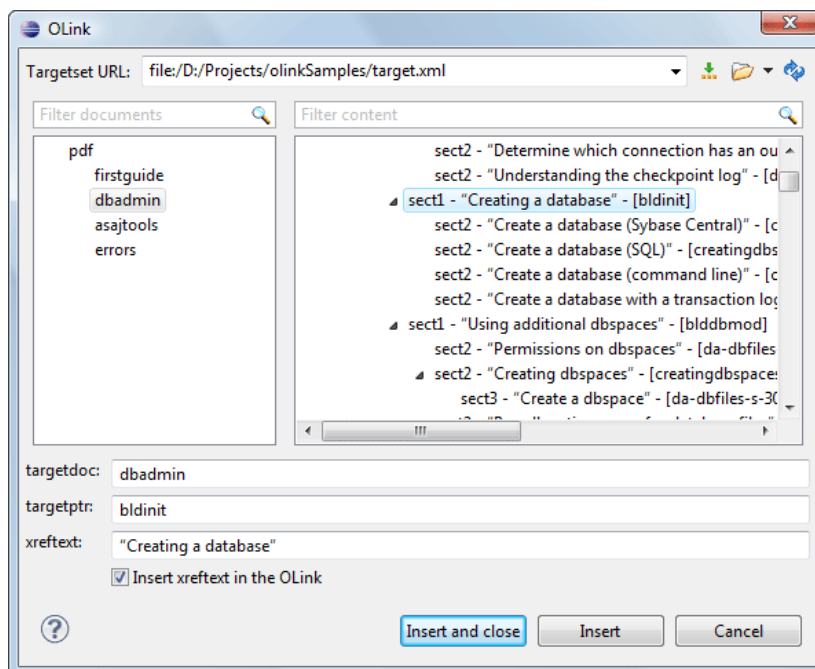 OLink
Targetset URL: file:/D:/Projects/olinkSamples/target.xml
Filter documents
Filter content
pdf
firstguide
dbadmin
asajtools
errors
sect2 - "Determine which connection has an ou
sect2 - "Understanding the checkpoint log" - [d
sect1 - "Creating a database" - [bldinit]
sect2 - "Create a database (Sybase Central)" - [c
sect2 - "Create a database (SQL)" - [creatingdbs
sect2 - "Create a database (command line)" - [c
sect2 - "Create a database with a transaction log
sect1 - "Using additional dbspaces" - [blddbmod]
sect2 - "Permissions on dbspaces" - [da-dbfiles-
sect2 - "Creating dbspaces" - [creatingdbspaces
sect3 - "Create a dbspace" - [da-dbfiles-s-30
targetdoc: dbadmin
targetptr: bldinit
xreftext: "Creating a database"
Insert xreftext in the OLink
Insert and close
Insert
Cancel